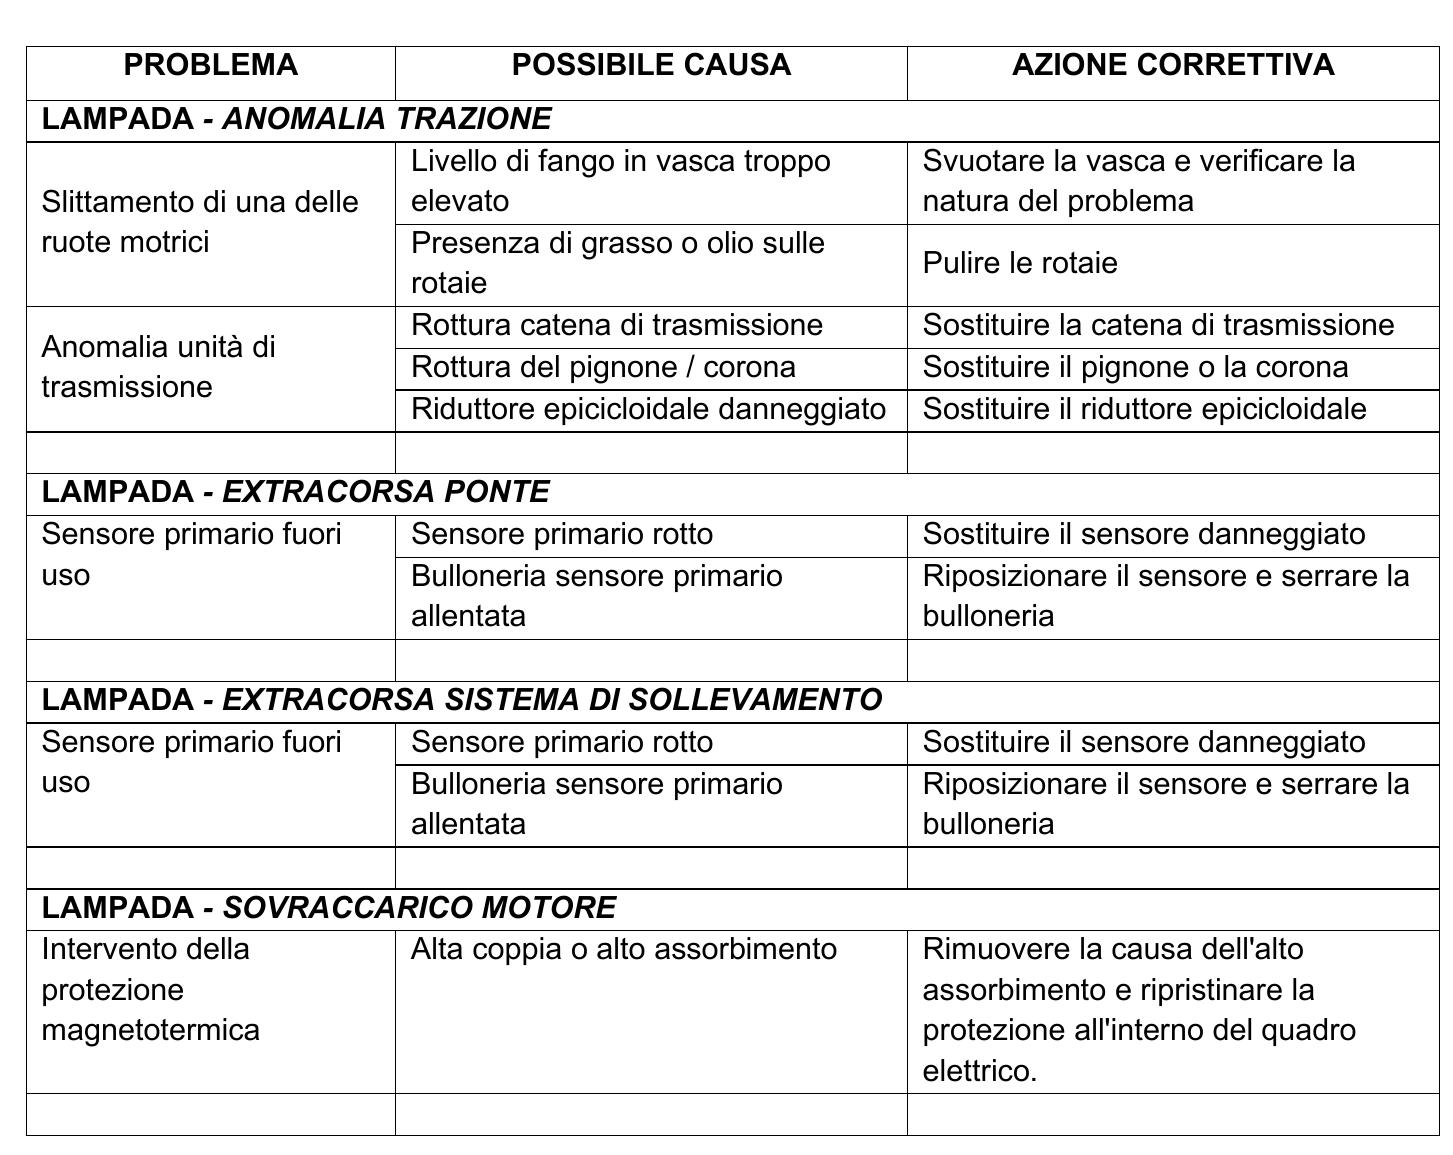 PROBLEMA
POSSIBILE CAUSA
AZIONE CORRETTIVA
LAMPADA - ANOMALIA TRAZIONE
Slittamento di una delle
ruote motrici
Livello di fango in vasca troppo
elevato
Svuotare la vasca e verificare la
natura del problema
Presenza di grasso o olio sulle
rotaie
Pulire le rotaie
Anomalia unità di
trasmissione
Rottura catena di trasmissione
Sostituire la catena di trasmissione
Rottura del pignone / corona
Sostituire il pignone o la corona
Riduttore epicicloidale danneggiato
Sostituire il riduttore epicicloidale
LAMPADA - EXTRACORSA PONTE
Sensore primario fuori
uso
Sensore primario rotto
Sostituire il sensore danneggiato
Bulloneria sensore primario
allentata
Riposizionare il sensore e serrare la
bulloneria
LAMPADA - EXTRACORSA SISTEMA DI SOLLEVAMENTO
Sensore primario fuori
uso
Sensore primario rotto
Sostituire il sensore danneggiato
Bulloneria sensore primario
allentata
Riposizionare il sensore e serrare la
bulloneria
LAMPADA - SOVRACCARICO MOTORE
Intervento della
protezione
magnetotermica
Alta coppia o alto assorbimento
Rimuovere la causa dell'alto
assorbimento e ripristinare la
protezione all'interno del quadro
elettrico.